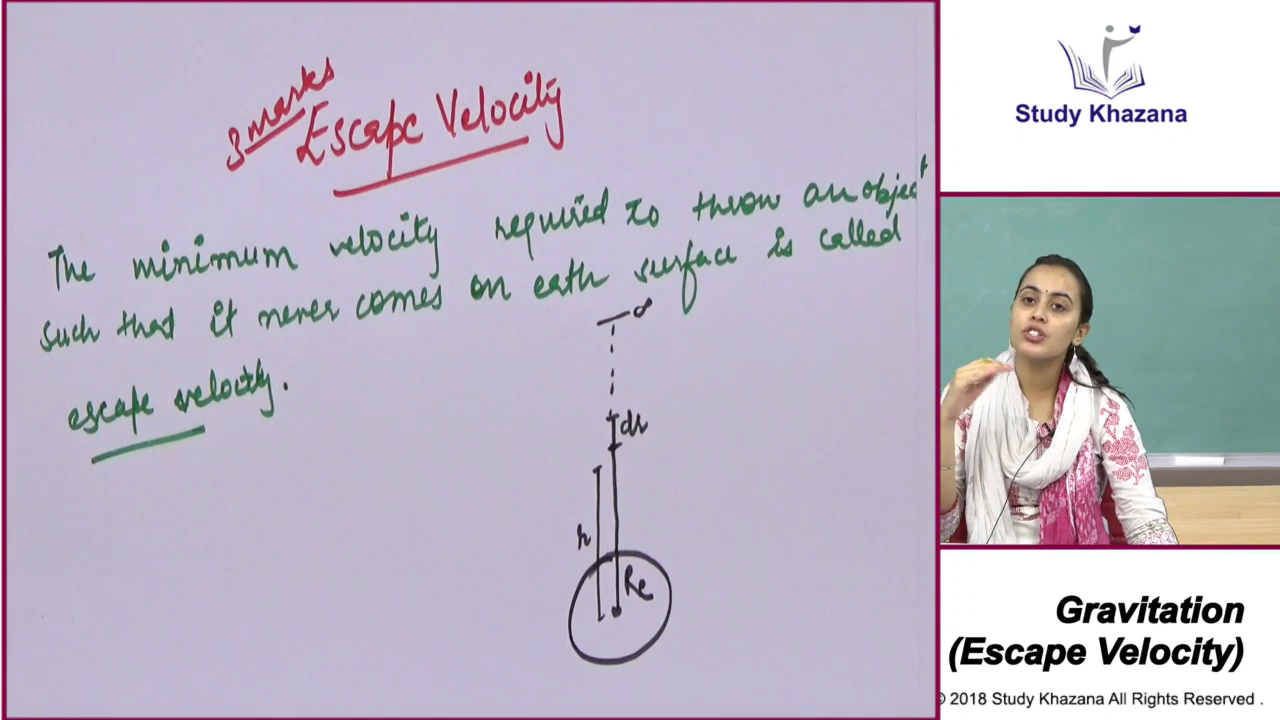 3 marks
Escape Velocity
The minimum velocity required to throw an object
such that it never comes on earth surface is called
escape velocity.
∞
dr
r
Re
Study Khazana
Gravitation
(Escape Velocity)
© 2018 Study Khazana All Rights Reserved .